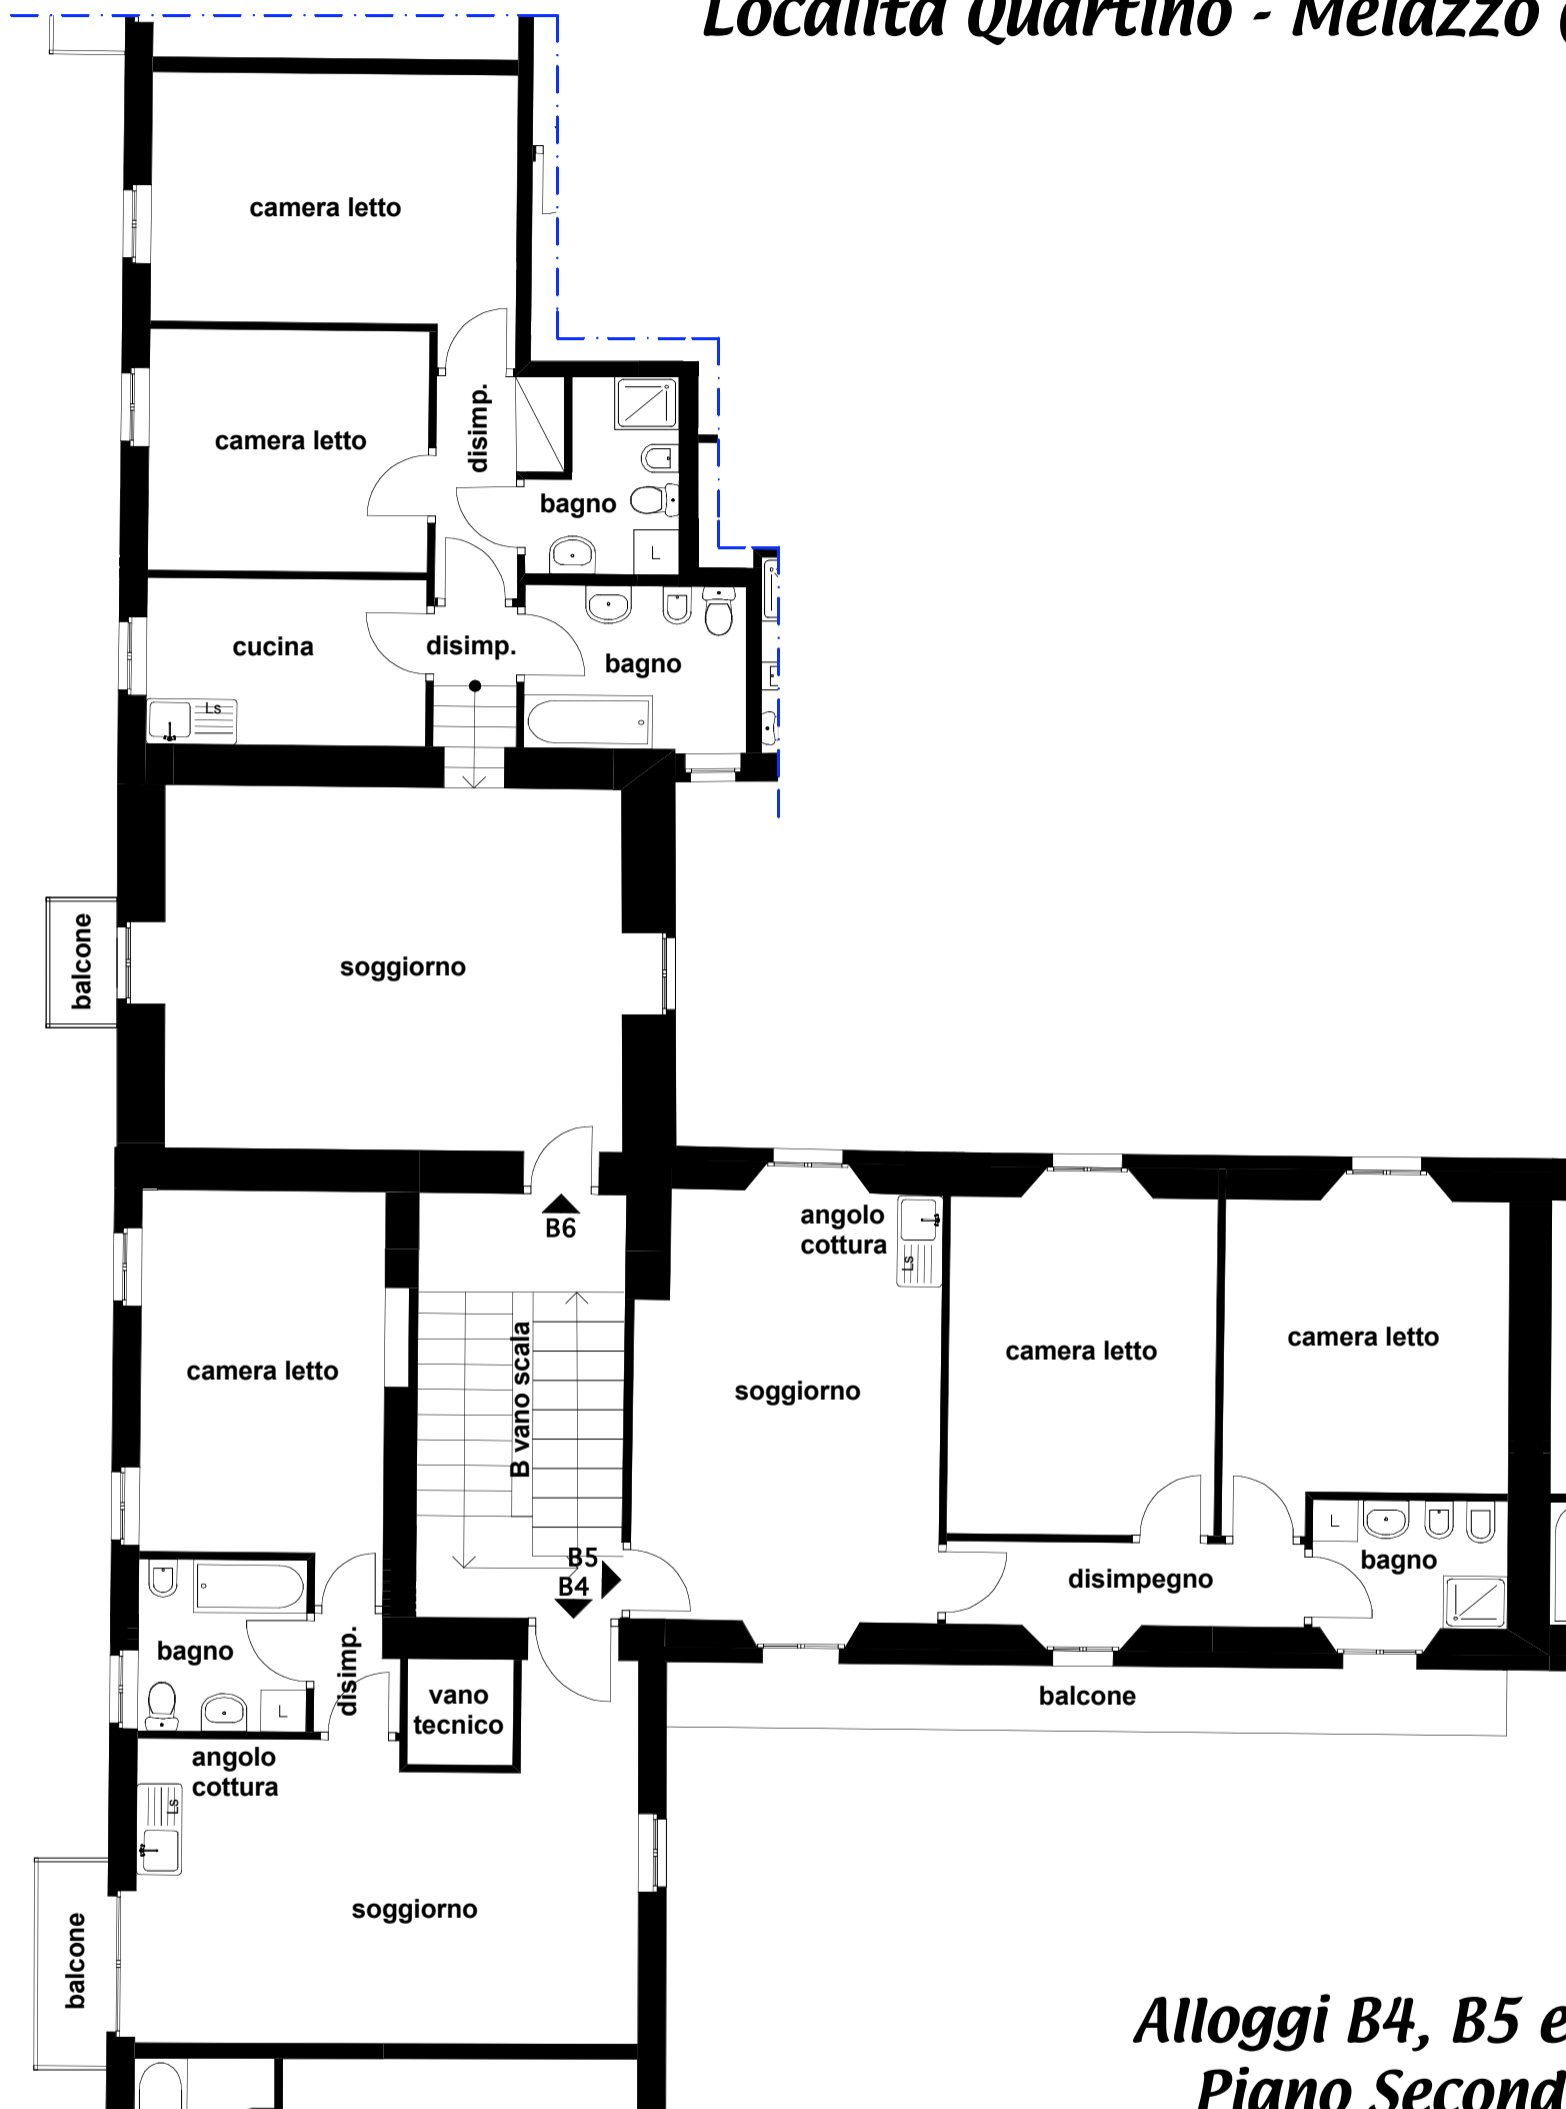 Località Quartino - Melazzo (
camera letto
camera letto
disimp.
bagno
L
cucina
disimp.
bagno
Ls
balcone
soggiorno
B6
angolo
cottura
Ls
camera letto
B vano scala
soggiorno
camera letto
camera letto
B5
B4
disimpegno
L
bagno
bagno
disimp.
L
vano
tecnico
balcone
angolo
cottura
Ls
soggiorno
balcone
Alloggi B4, B5 e
Piano Second